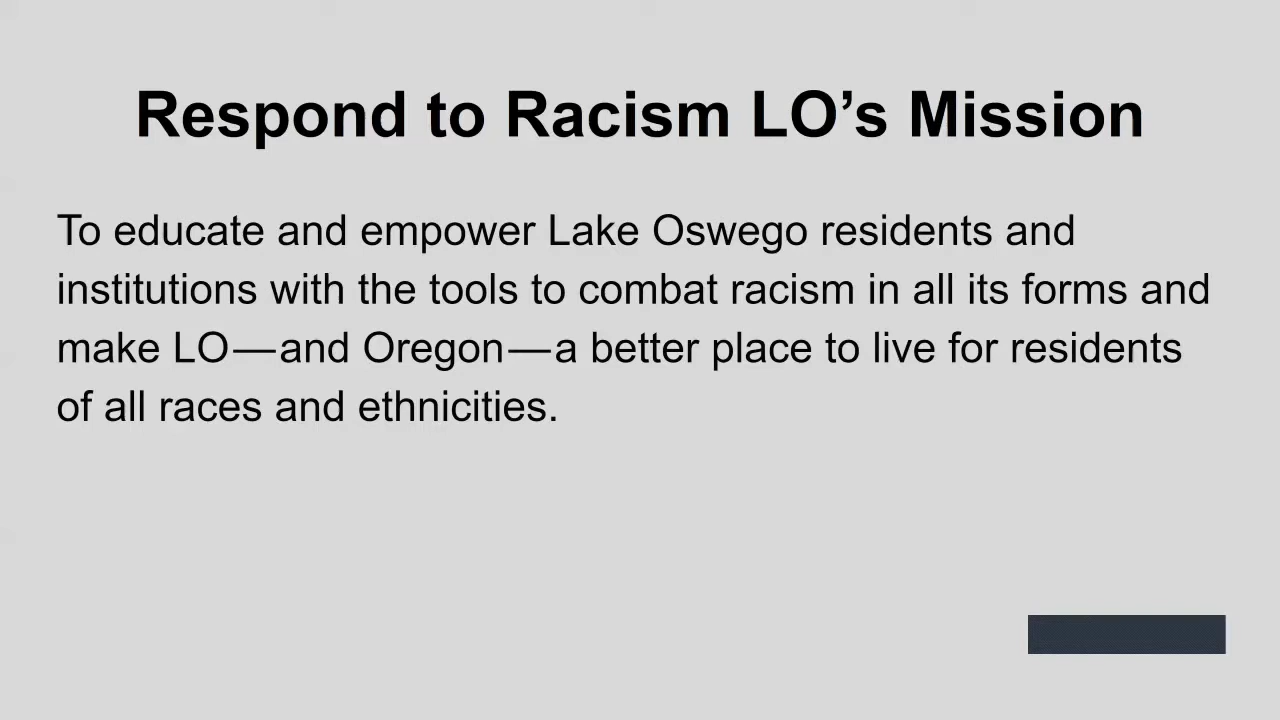 Respond to Racism LO’s Mission
To educate and empower Lake Oswego residents and
institutions with the tools to combat racism in all its forms and
make LO—and Oregon—a better place to live for residents
of all races and ethnicities.